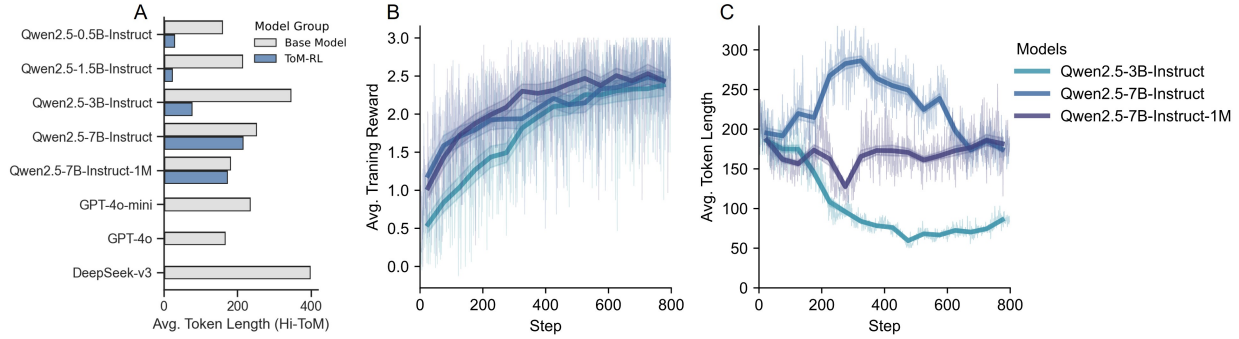 A
Model Group
Base Model
ToM-RL
Qwen2.5-0.5B-Instruct
Qwen2.5-1.5B-Instruct
Qwen2.5-3B-Instruct
Qwen2.5-7B-Instruct
Qwen2.5-7B-Instruct-1M
GPT-4o-mini
GPT-4o
DeepSeek-v3
0
200
400
Avg. Token Length (Hi-ToM)
B
Avg. Traning Reward
3.0
2.5
2.0
1.5
1.0
0.5
0.0
0
200
400
600
800
Step
C
Avg. Token Length
300
250
200
150
100
50
0
0
200
400
600
800
Step
Models
Qwen2.5-3B-Instruct
Qwen2.5-7B-Instruct
Qwen2.5-7B-Instruct-1M